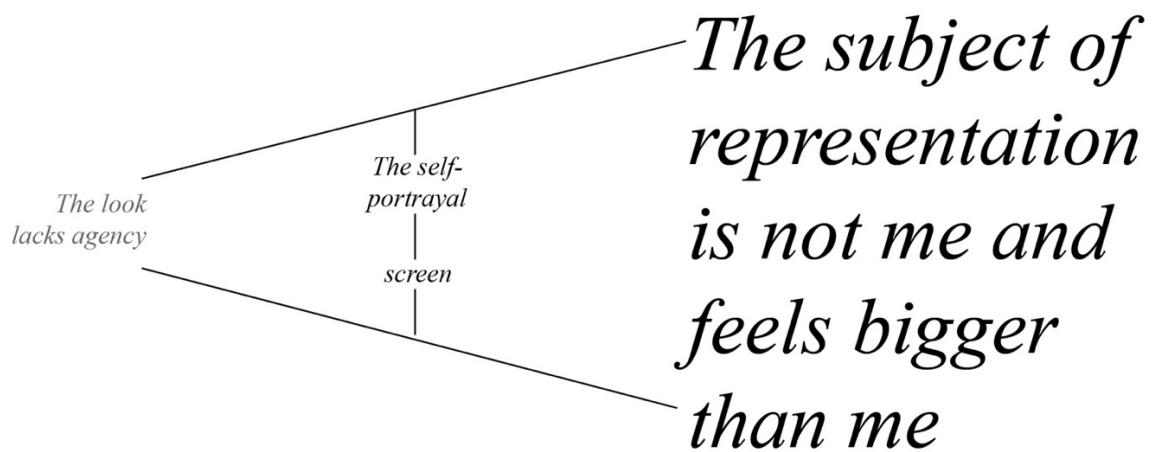 The look
lacks agency
The self-
portrayal
screen
The subject of
representation
is not me and
feels bigger
than me